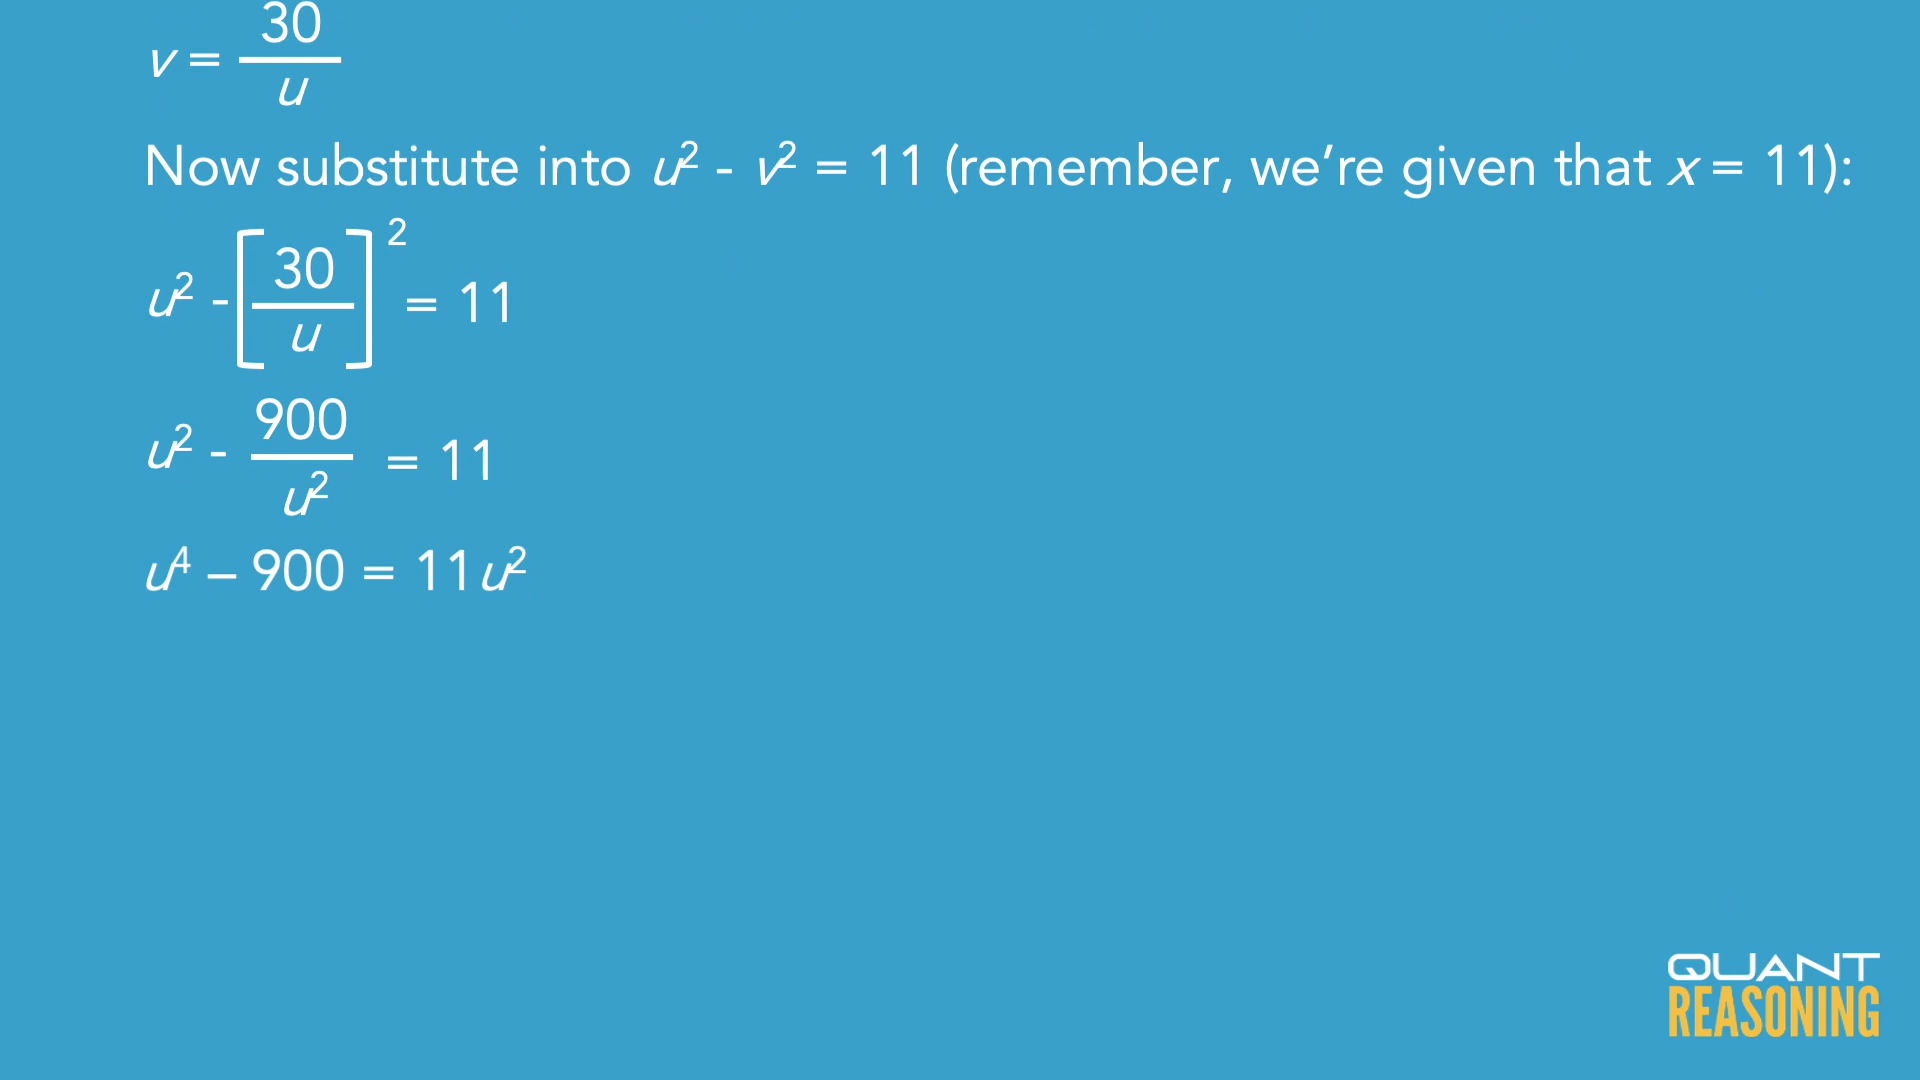 v = 30/u
Now substitute into u² - v² = 11 (remember, we’re given that x = 11):
u² - [30/u]² = 11
u² - 900/u² = 11
u⁴ – 900 = 11u²
QUANT
REASONING